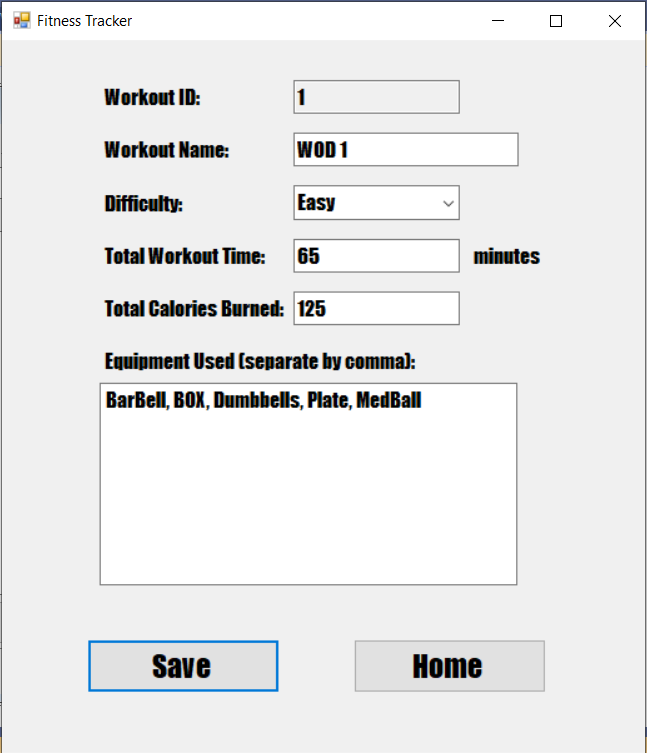 Fitness Tracker
Workout ID: 1
Workout Name: WOD 1
Difficulty: Easy
Total Workout Time: 65 minutes
Total Calories Burned: 125
Equipment Used (separate by comma):
BarBell, BOX, Dumbbells, Plate, MedBall
Save Home